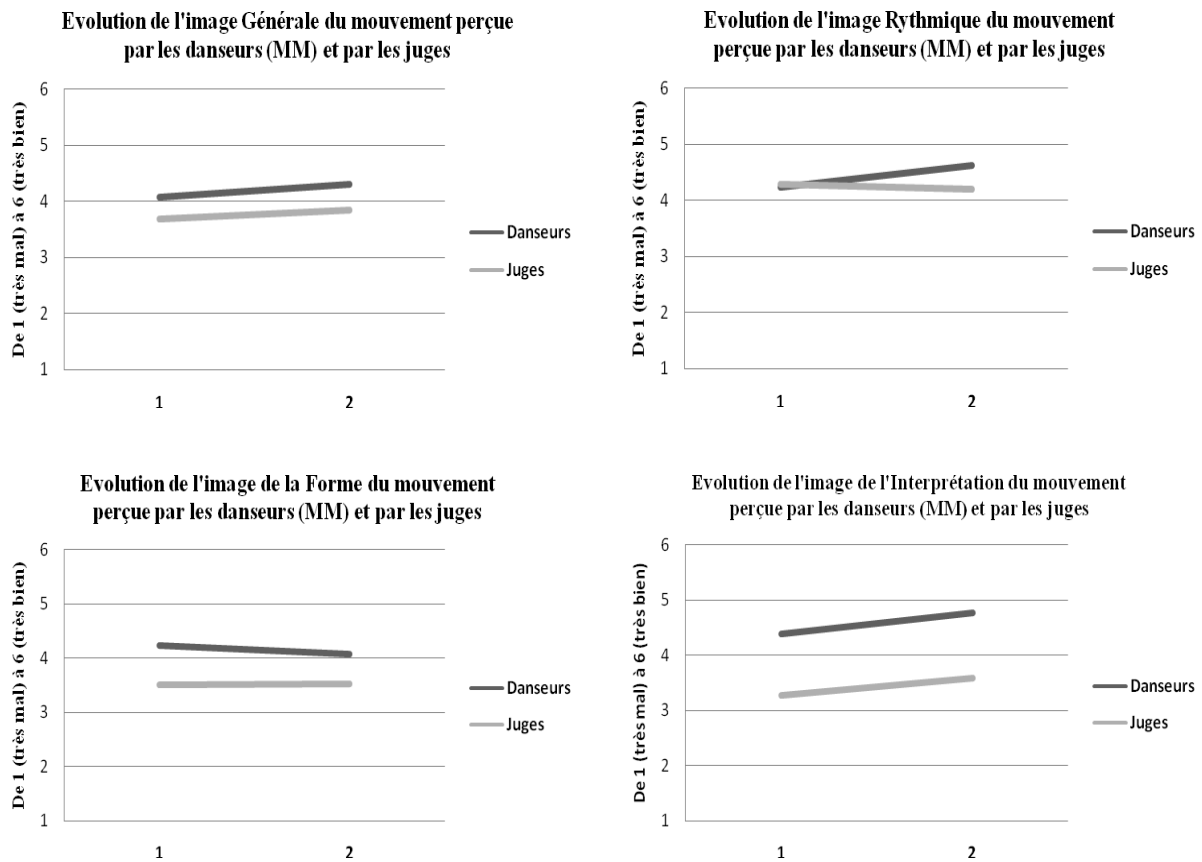 Evolution de l'image Générale du mouvement perçue
par les danseurs (MM) et par les juges
De 1 (très mal) à 6 (très bien)
6
5
4
3
2
1
1
2
Danseurs
Juges
Evolution de l'image Rythmique du mouvement
perçue par les danseurs (MM) et par les juges
De 1 (très mal) à 6 (très bien)
6
5
4
3
2
1
1
2
Danseurs
Juges
Evolution de l'image de la Forme du mouvement
perçue par les danseurs (MM) et par les juges
De 1 (très mal) à 6 (très bien)
6
5
4
3
2
1
1
2
Danseurs
Juges
Evolution de l'image de l'Interprétation du mouvement
perçue par les danseurs (MM) et par les juges
De 1 (très mal) à 6 (très bien)
6
5
4
3
2
1
1
2
Danseurs
Juges